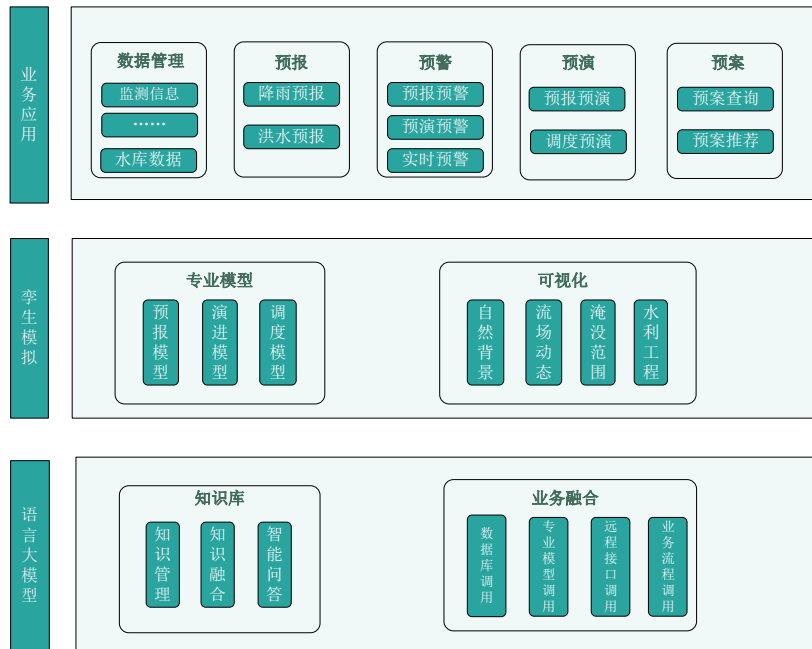 业务应用
数据管理
监测信息
……
水库数据
预报
降雨预报
洪水预报
预警
预报预警
预演预警
实时预警
预演
预报预演
调度预演
预案
预案查询
预案推荐
孪生模拟
专业模型
预报模型
演进模型
调度模型
可视化
自然背景
流场动态
淹没范围
水利工程
语言大模型
知识库
知识管理
知识融合
智能问答
业务融合
数据库调用
专业模型调用
远程接口调用
业务流程调用